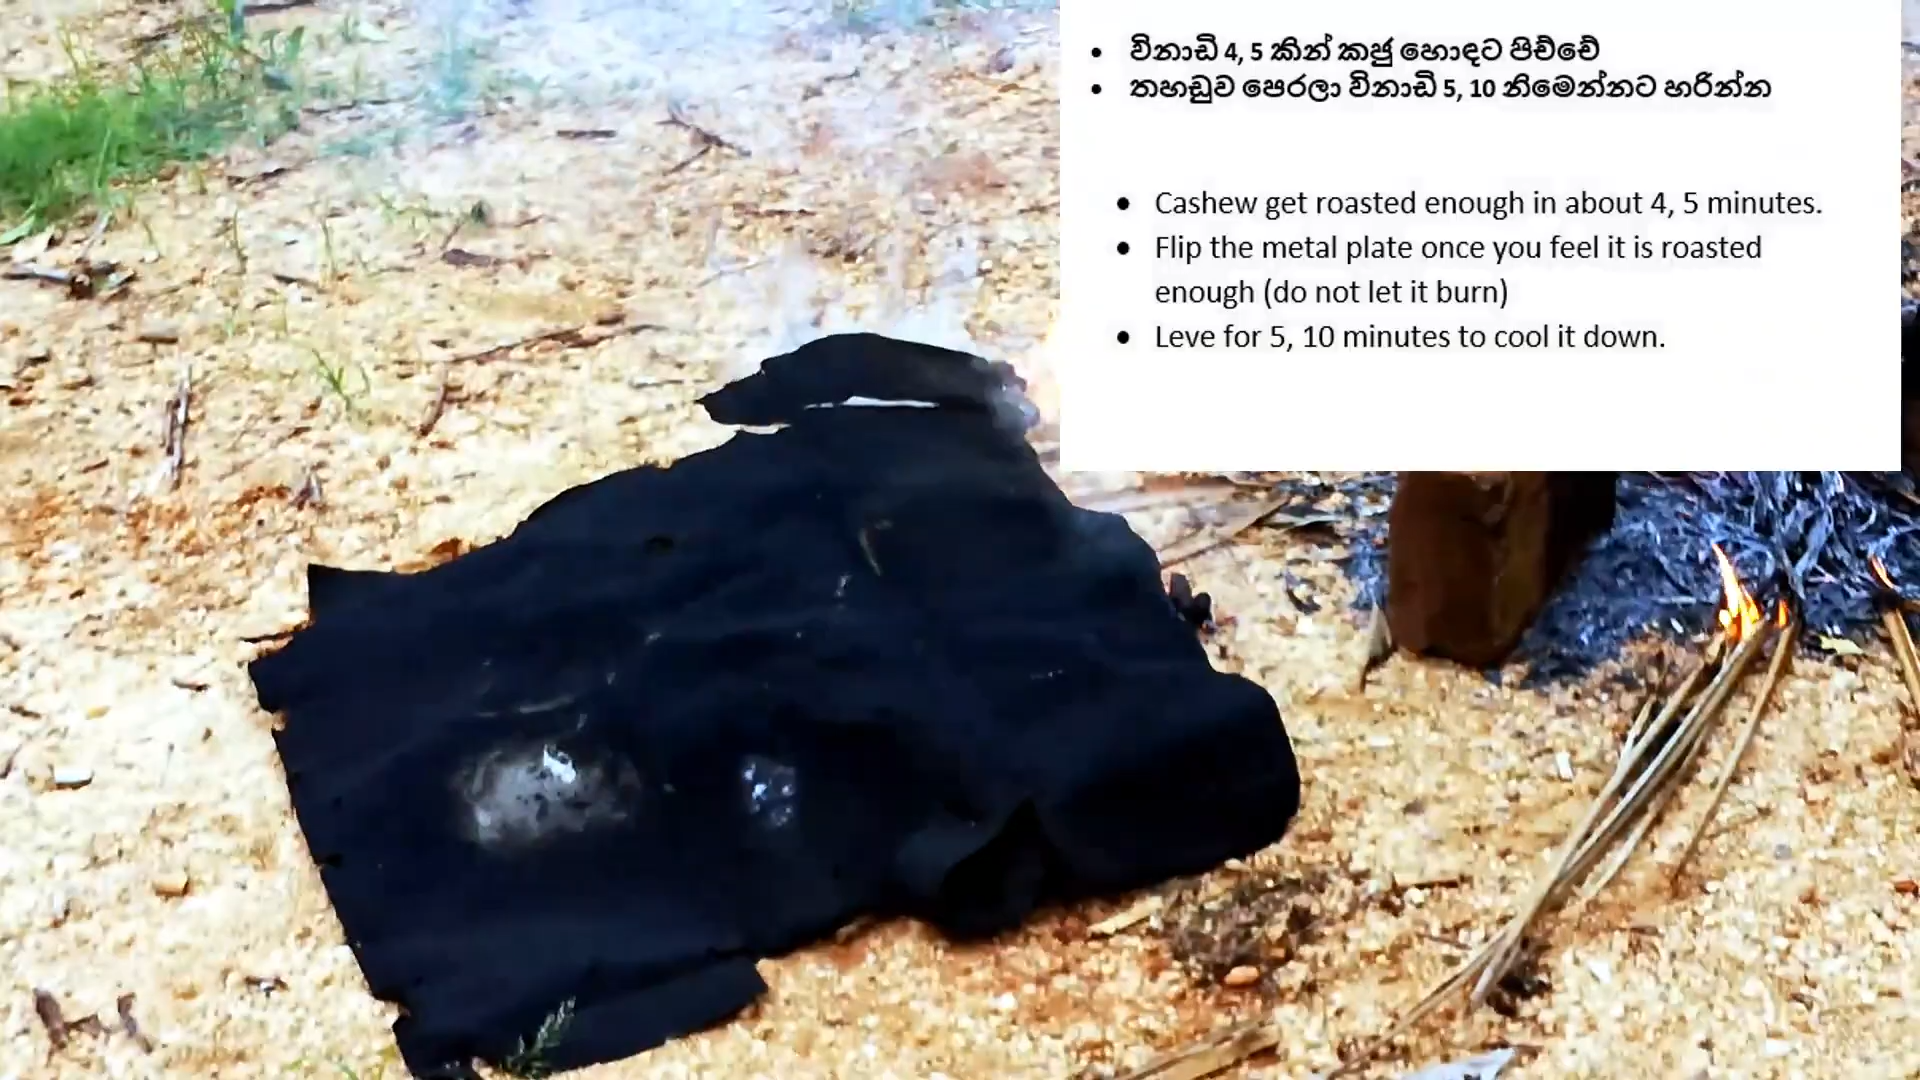 • විනාඩි 4, 5 කින් කජු හොඳට පිච්චේ
• තහඩුව පෙරලා විනාඩි 5, 10 නිමෙන්නට හරින්න
• Cashew get roasted enough in about 4, 5 minutes.
• Flip the metal plate once you feel it is roasted
enough (do not let it burn)
• Leve for 5, 10 minutes to cool it down.